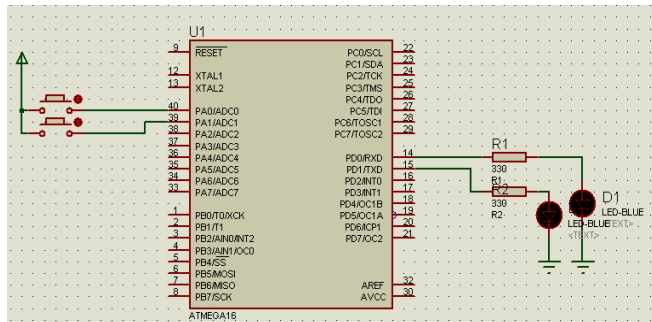 U1
9 RESET PC0/SCL 22
PC1/SDA 23
12 XTAL1 PC2/TCK 24
13 XTAL2 PC3/TMS 25
PC4/TDO 26
40 PA0/ADC0 PC5/TDI 27
39 PA1/ADC1 PC6/TOSC1 28
38 PA2/ADC2 PC7/TOSC2 29
37 PA3/ADC3
36 PA4/ADC4 PD0/RXD 14
35 PA5/ADC5 PD1/TXD 15
34 PA6/ADC6 PD2/INT0 16
33 PA7/ADC7 PD3/INT1 17
PD4/OC1B 18
1 PB0/T0/XCK PD5/OC1A 19
2 PB1/T1 PD6/ICP1 20
3 PB2/AIN0/INT2 PD7/OC2 21
4 PB3/AIN1/OC0
5 PB4/SS
6 PB5/MOSI
7 PB6/MISO AREF 32
8 PB7/SCK AVCC 30
ATMEGA16
R1
330
R1
R2
330
R2
D1
LED-BLUE
LED-BLUE
<TEXT>